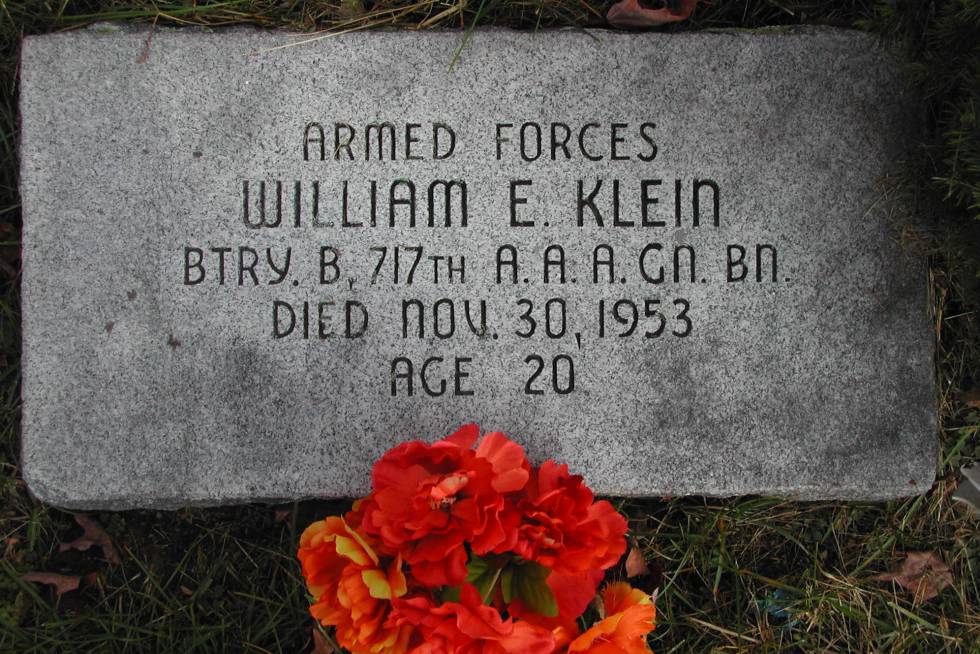 ARMED FORCES
WILLIAM E. KLEIN
BTRY. B, 717TH A.A.A. GN. BN.
DIED NOV. 30, 1953
AGE 20